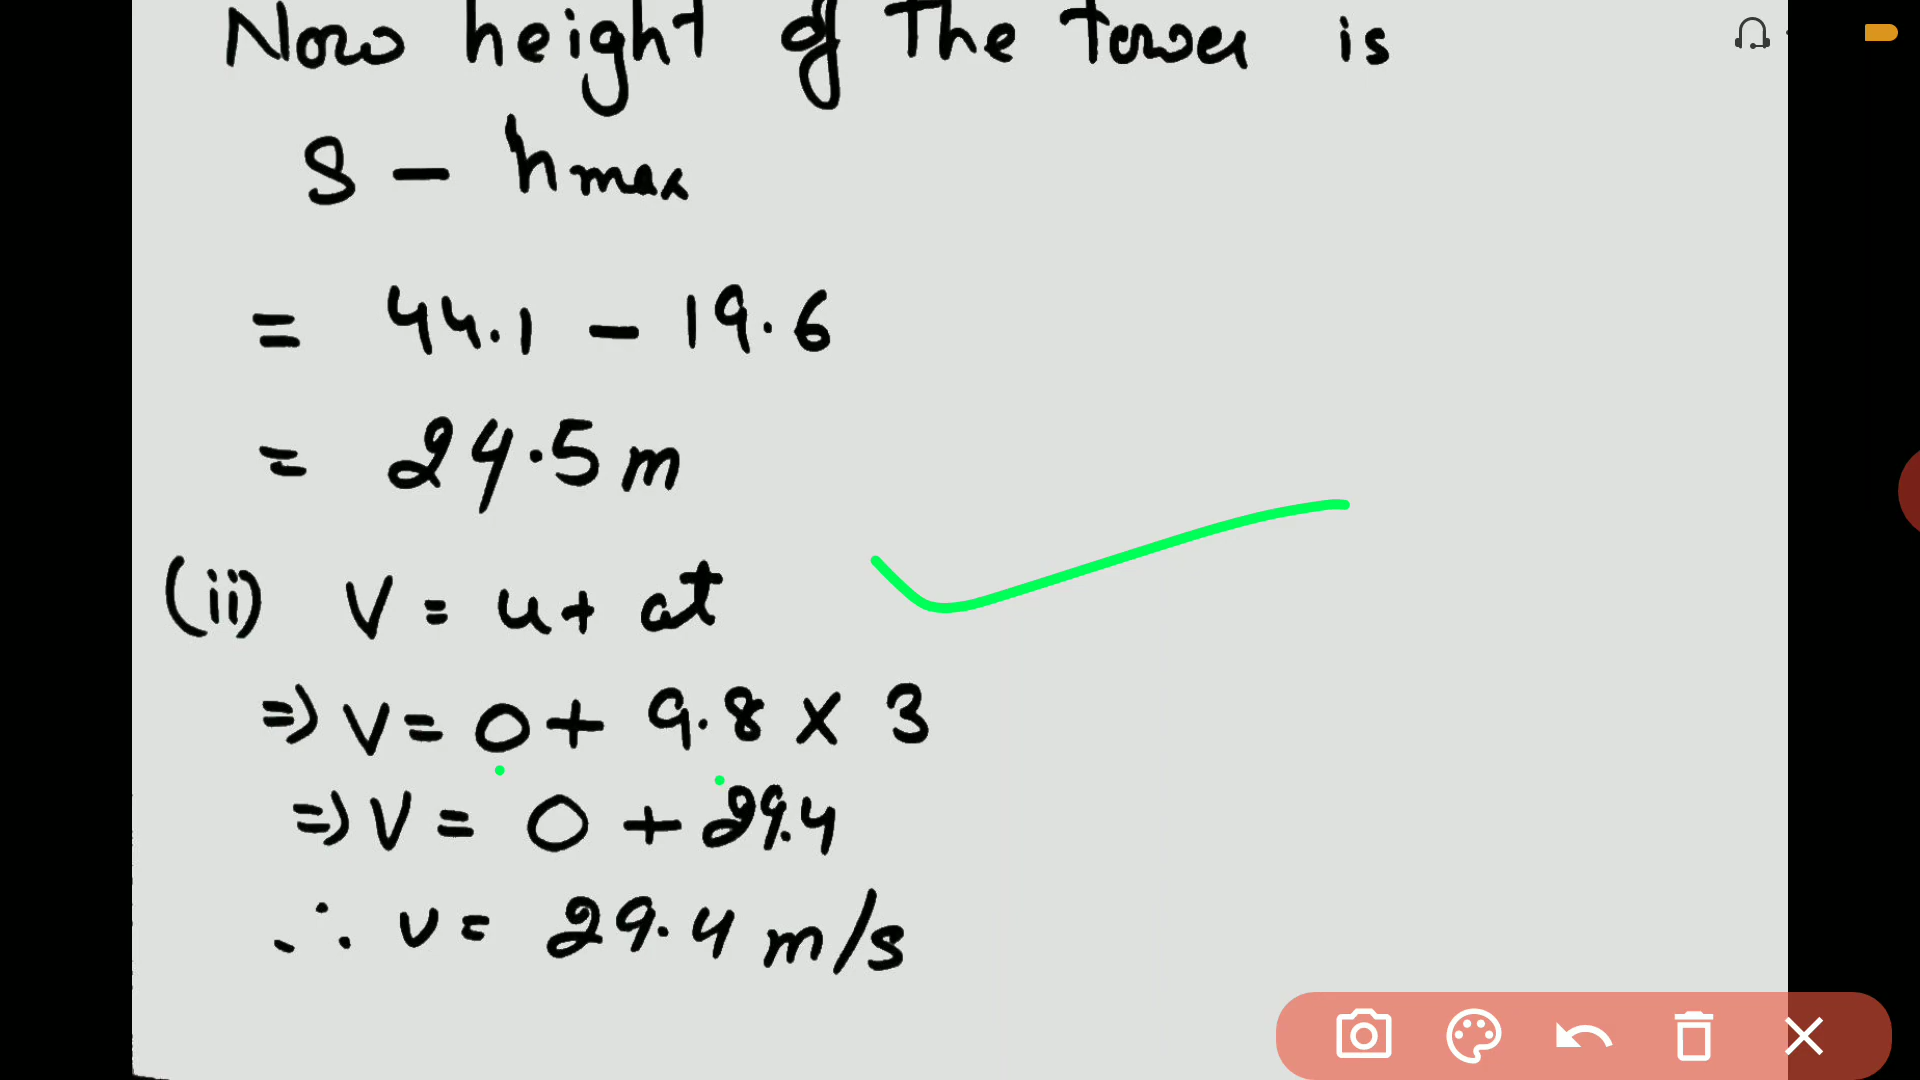 Now height of The tower is
S - hmax
= 44.1 - 19.6
= 24.5 m
(ii) V = u + at
⇒ V = 0 + 9.8 × 3
⇒ V = 0 + 29.4
∴ v = 29.4 m/s